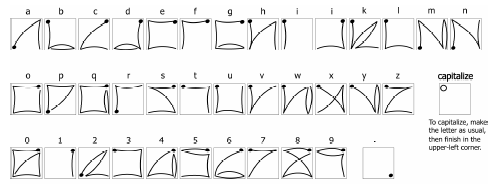 a b c d e f g h i j k l m n
o p q r s t u v w x y z capitalize
To capitalize, make
the letter as usual,
then finish in the
upper-left corner.
0 1 2 3 4 5 6 7 8 9 .